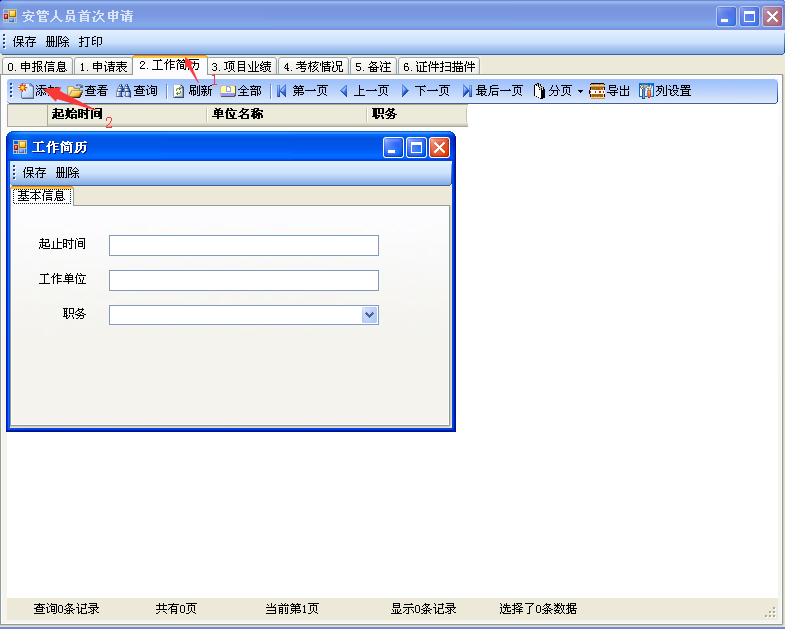 安管人员首次申请
保存 删除 打印
0.申报信息 1.申请表 2.工作简历 3.项目业绩 4.考核情况 5.备注 6.证件扫描件
1
添加 查看 查询 刷新 全部 第一页 上一页 下一页 最后一页 分页 导出 列设置
2
起始时间 单位名称 职务
工作简历
保存 删除
基本信息
起止时间
工作单位
职务
查询0条记录 共有0页 当前第1页 显示0条记录 选择了0条数据